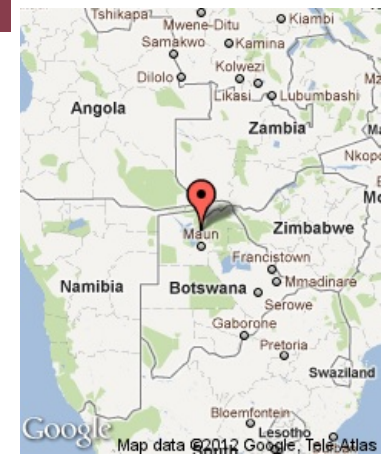 Tshikapa
Mwene-Ditu
Kiambi
Samakwo
Kamina
Kolwezi
Dilolo
Likasi
Lubumbashi
Angola
Zambia
Nkopo
Zimbabwe
Maun
Francistown
Namibia
Botswana
Mmadinare
Serowe
Gaborone
Pretoria
Swaziland
Bloemfontein
Lesotho
Google
Map data ©2012 Google, Tele Atlas